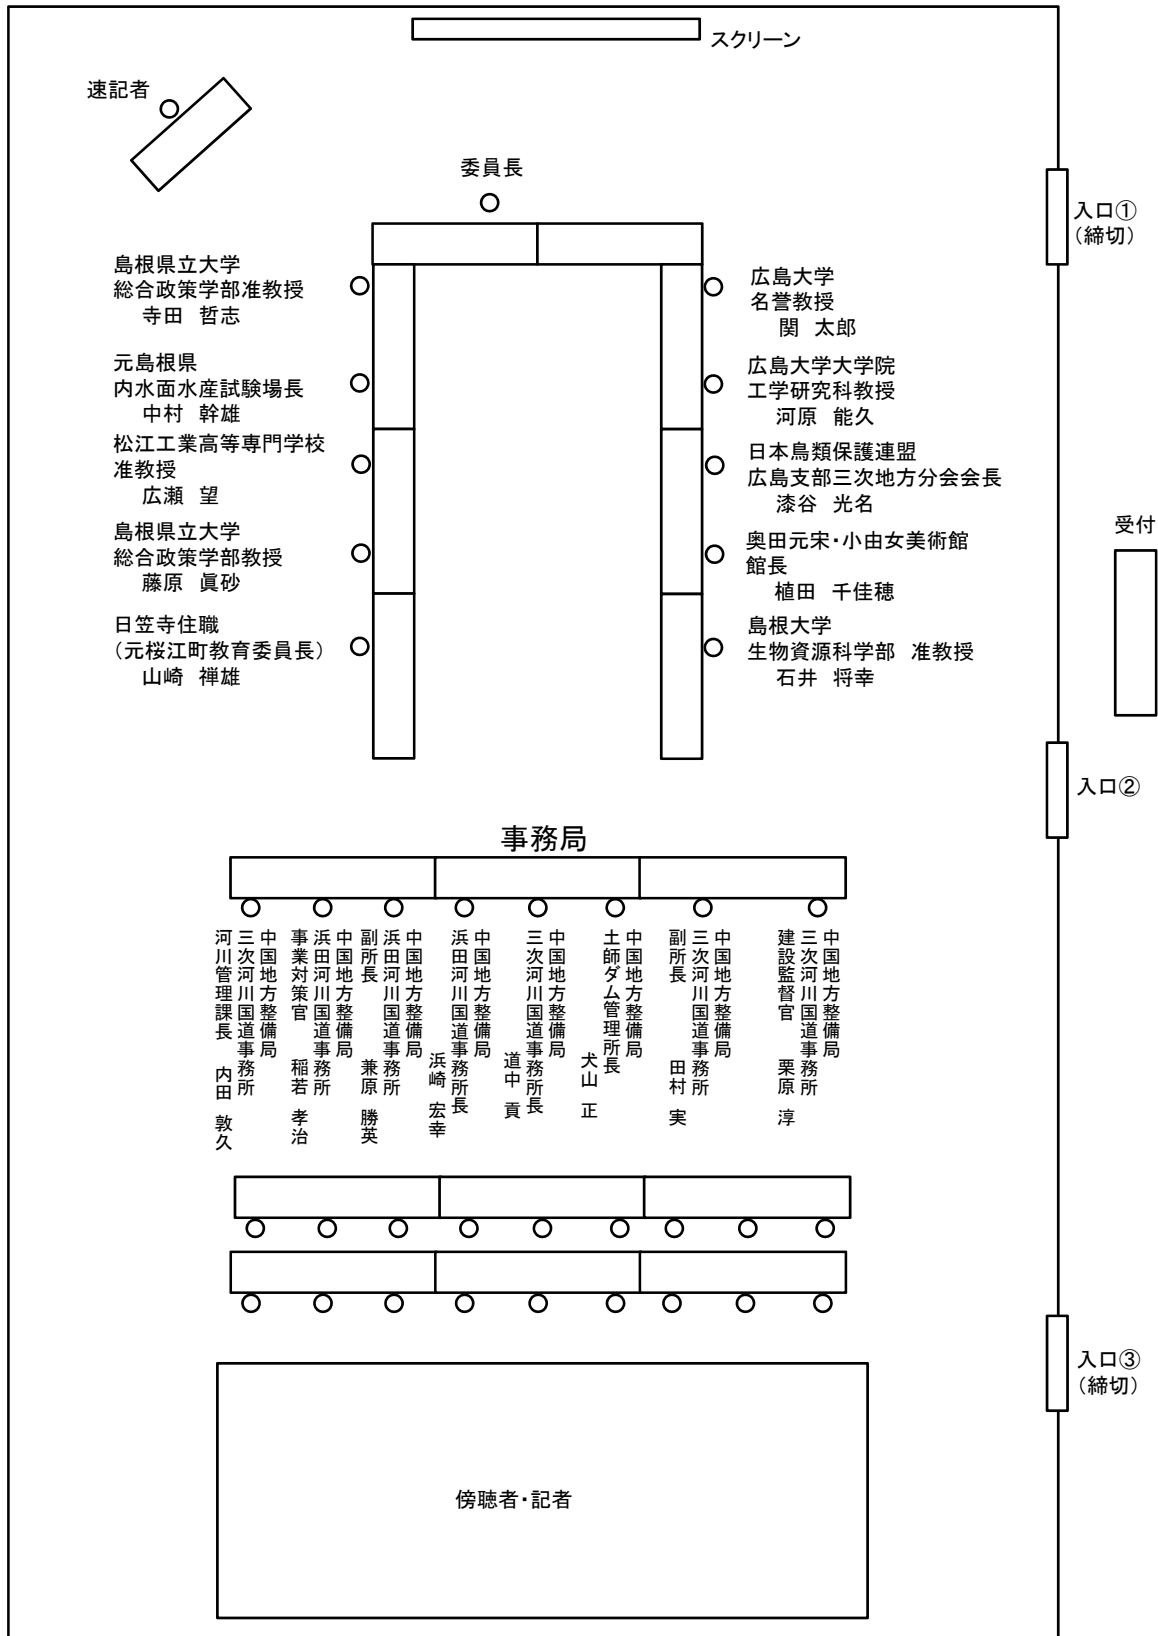 スクリーン
速記者
委員長
入口①
（締切）
島根県立大学
総合政策学部准教授
寺田　哲志
元島根県
内水面水産試験場長
中村　幹雄
松江工業高等専門学校
准教授
広瀬　望
島根県立大学
総合政策学部教授
藤原　眞砂
日笠寺住職
（元桜江町教育委員長）
山崎　禅雄
広島大学
名誉教授
関　太郎
広島大学大学院
工学研究科教授
河原　能久
日本鳥類保護連盟
広島支部三次地方分会会長
漆谷　光名
奥田元宋・小由女美術館
館長
植田　千佳穂
島根大学
生物資源科学部　准教授
石井　将幸
受付
入口②
事務局
中国地方整備局
三次河川国道事務所
建設監督官　栗原　淳
中国地方整備局
三次河川国道事務所
副所長　田村　実
中国地方整備局
土師ダム管理所長
犬山　正
中国地方整備局
三次河川国道事務所長
道中　貢
中国地方整備局
浜田河川国道事務所長
浜崎　宏幸
中国地方整備局
浜田河川国道事務所
副所長　兼原　勝英
中国地方整備局
浜田河川国道事務所
事業対策官　稲若　孝治
中国地方整備局
三次河川国道事務所
河川管理課長　内田　敦久
入口③
（締切）
傍聴者・記者